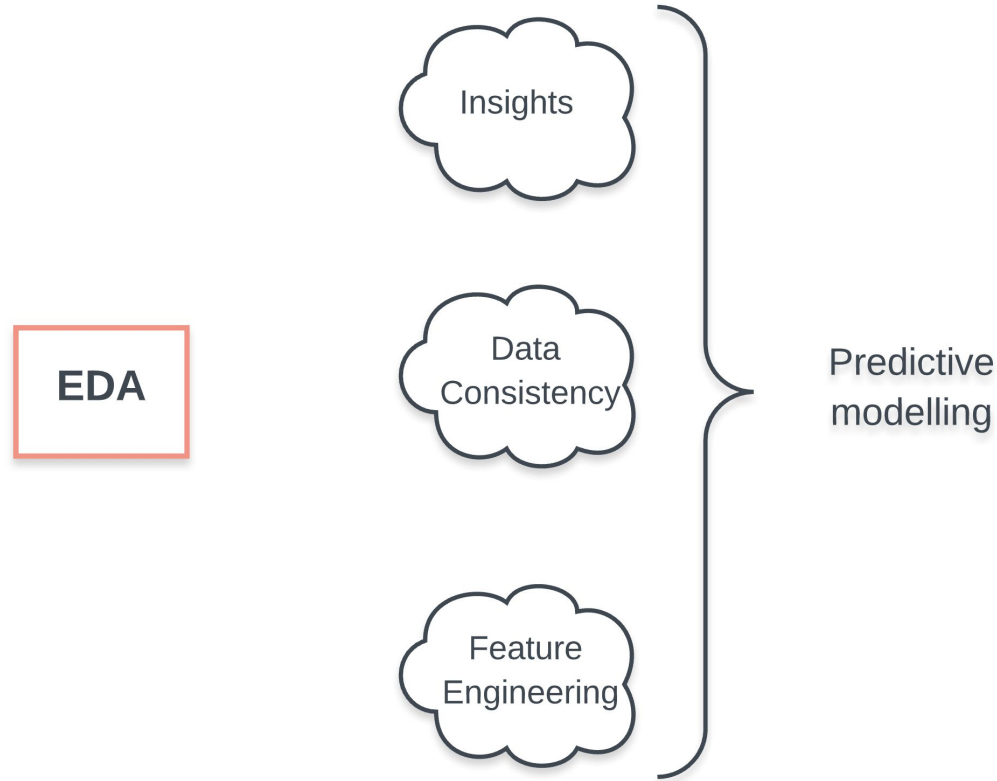 Insights
EDA
Data
Consistency
Predictive
modelling
Feature
Engineering